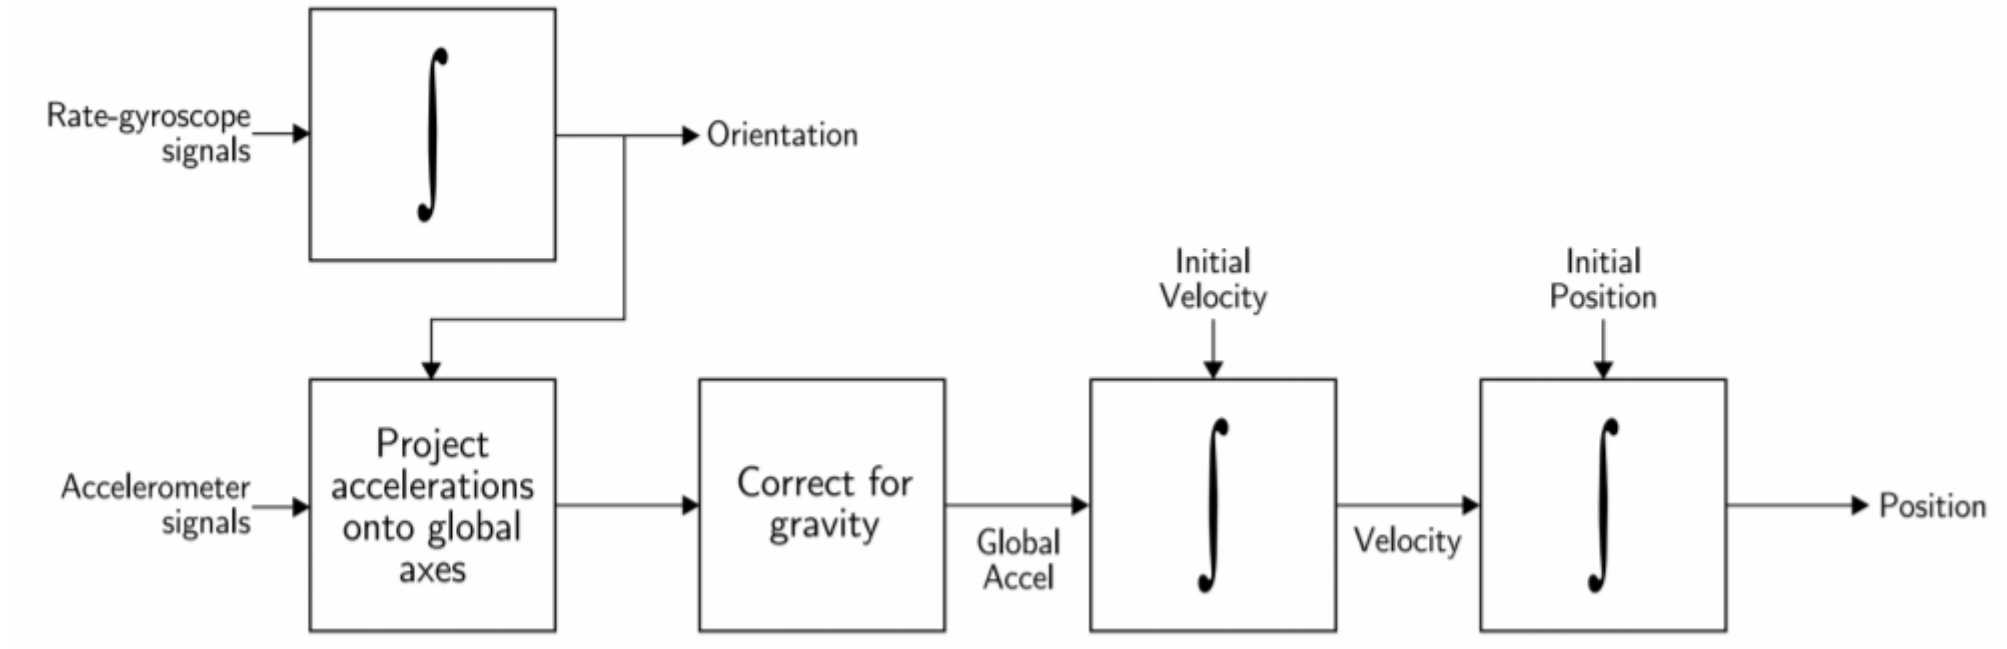 ∫
Rate-gyroscope
signals
Orientation
Initial
Velocity
Initial
Position
Accelerometer
signals
Project
accelerations
onto global
axes
Correct for
gravity
Global
Accel
∫
Velocity
∫
Position